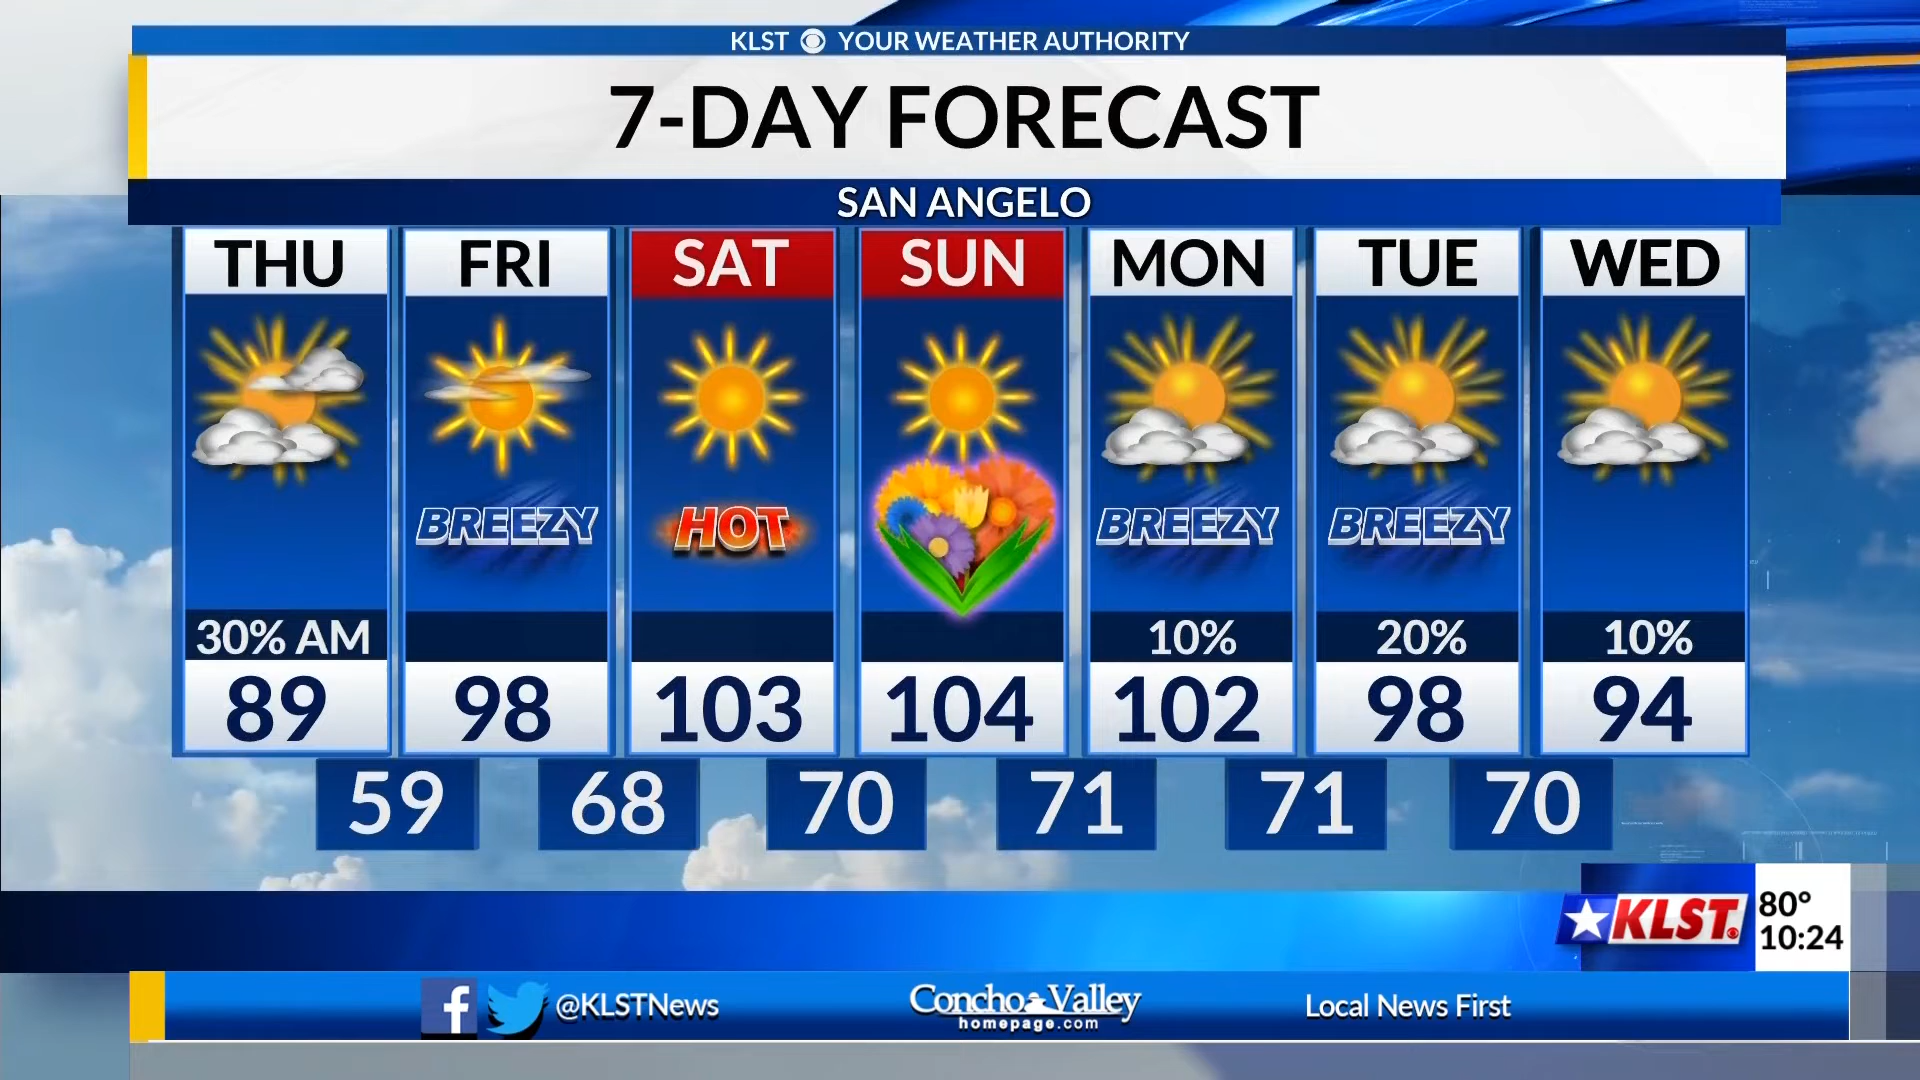 KLST YOUR WEATHER AUTHORITY
7-DAY FORECAST
SAN ANGELO
THU FRI SAT SUN MON TUE WED
BREEZY HOT BREEZY BREEZY
30% AM 10% 20% 10%
89 98 103 104 102 98 94
59 68 70 71 71 70
KLST
80°
10:24
@KLSTNews
Concho Valley
homepage.com
Local News First